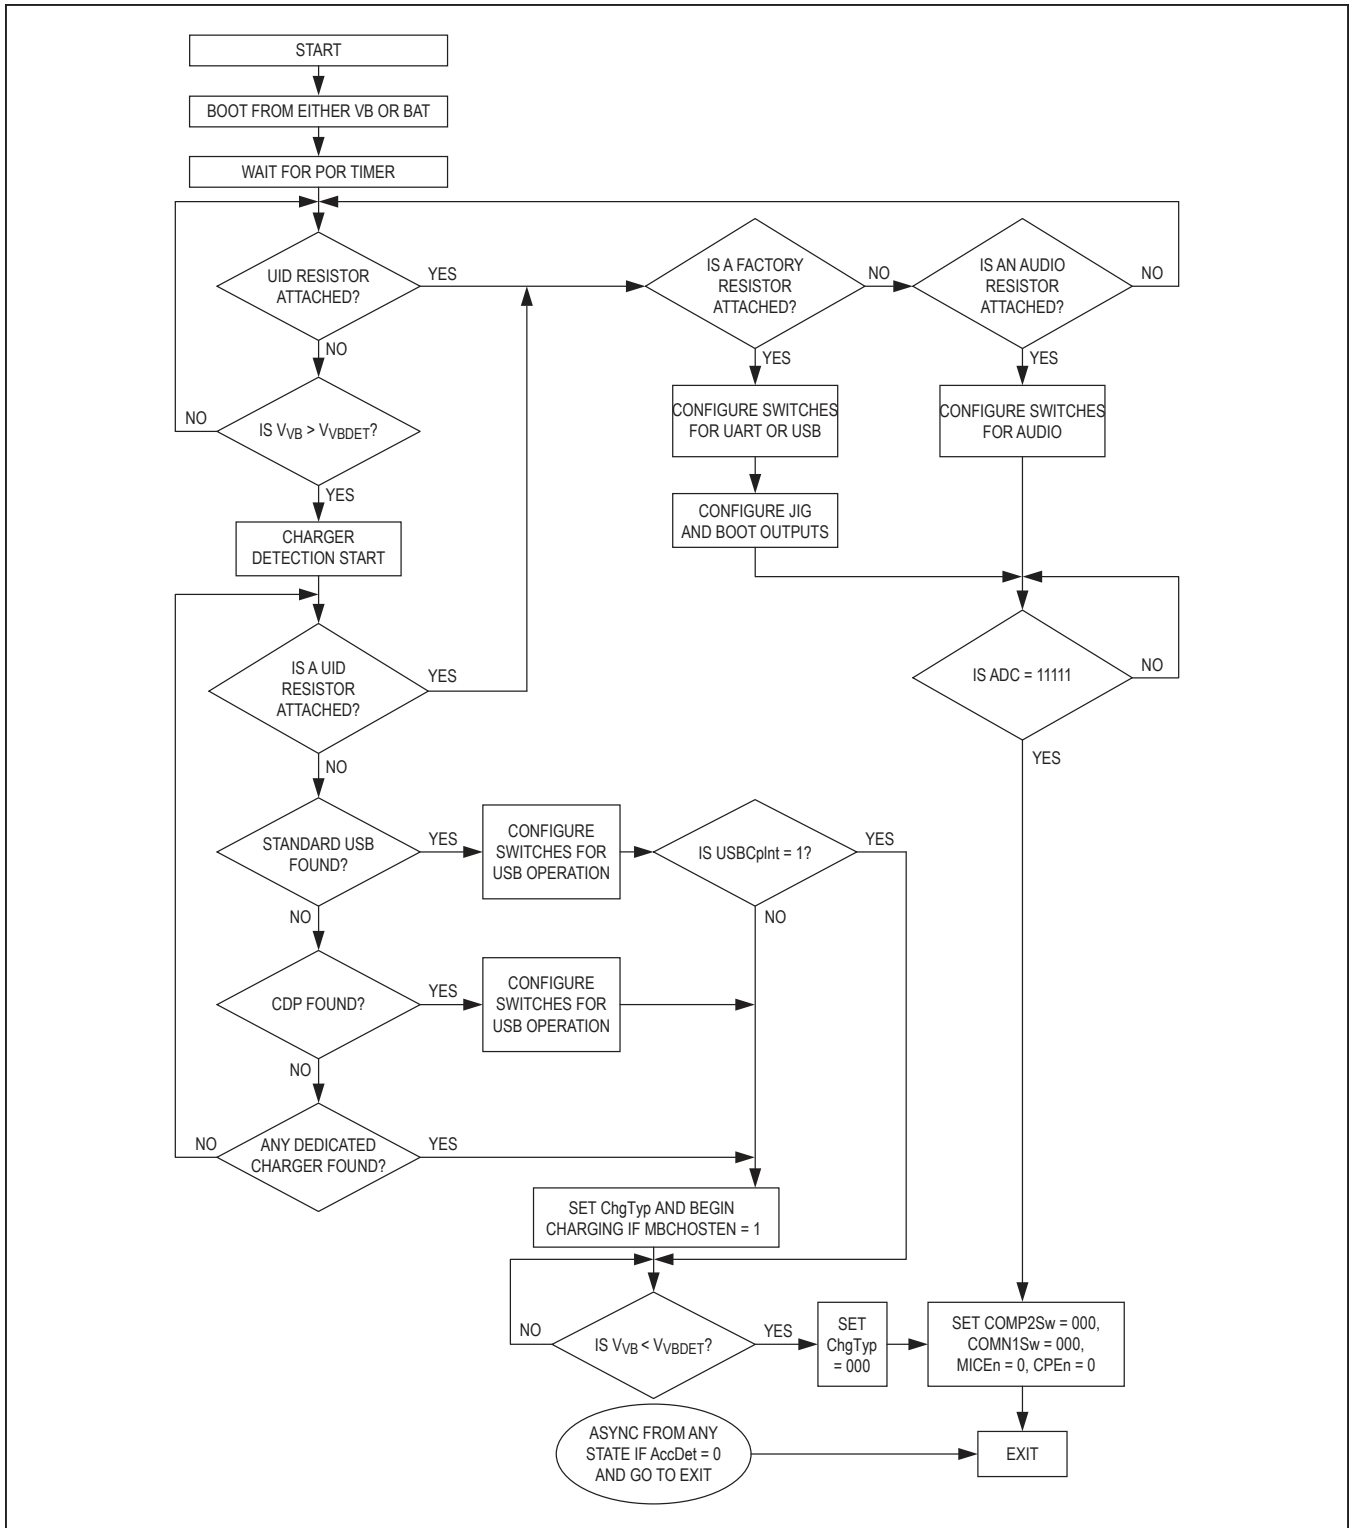 START
BOOT FROM EITHER VB OR BAT
WAIT FOR POR TIMER
UID RESISTOR
ATTACHED?
YES
NO
IS A FACTORY
RESISTOR
ATTACHED?
NO
YES
IS AN AUDIO
RESISTOR
ATTACHED?
NO
YES
IS VVB > VVBDET?
NO
YES
CONFIGURE SWITCHES
FOR UART OR USB
CONFIGURE SWITCHES
FOR AUDIO
CONFIGURE JIG
AND BOOT OUTPUTS
CHARGER
DETECTION START
IS A UID
RESISTOR
ATTACHED?
YES
NO
IS ADC = 11111
NO
YES
STANDARD USB
FOUND?
YES
NO
CONFIGURE
SWITCHES FOR
USB OPERATION
IS USBCpInt = 1?
YES
NO
CDP FOUND?
YES
NO
CONFIGURE
SWITCHES FOR
USB OPERATION
ANY DEDICATED
CHARGER FOUND?
NO
YES
SET ChgTyp AND BEGIN
CHARGING IF MBCHOSTEN = 1
IS VVB < VVBDET?
NO
YES
SET
ChgTyp
= 000
SET COMP2Sw = 000,
COMN1Sw = 000,
MICEn = 0, CPEn = 0
ASYNC FROM ANY
STATE IF AccDet = 0
AND GO TO EXIT
EXIT